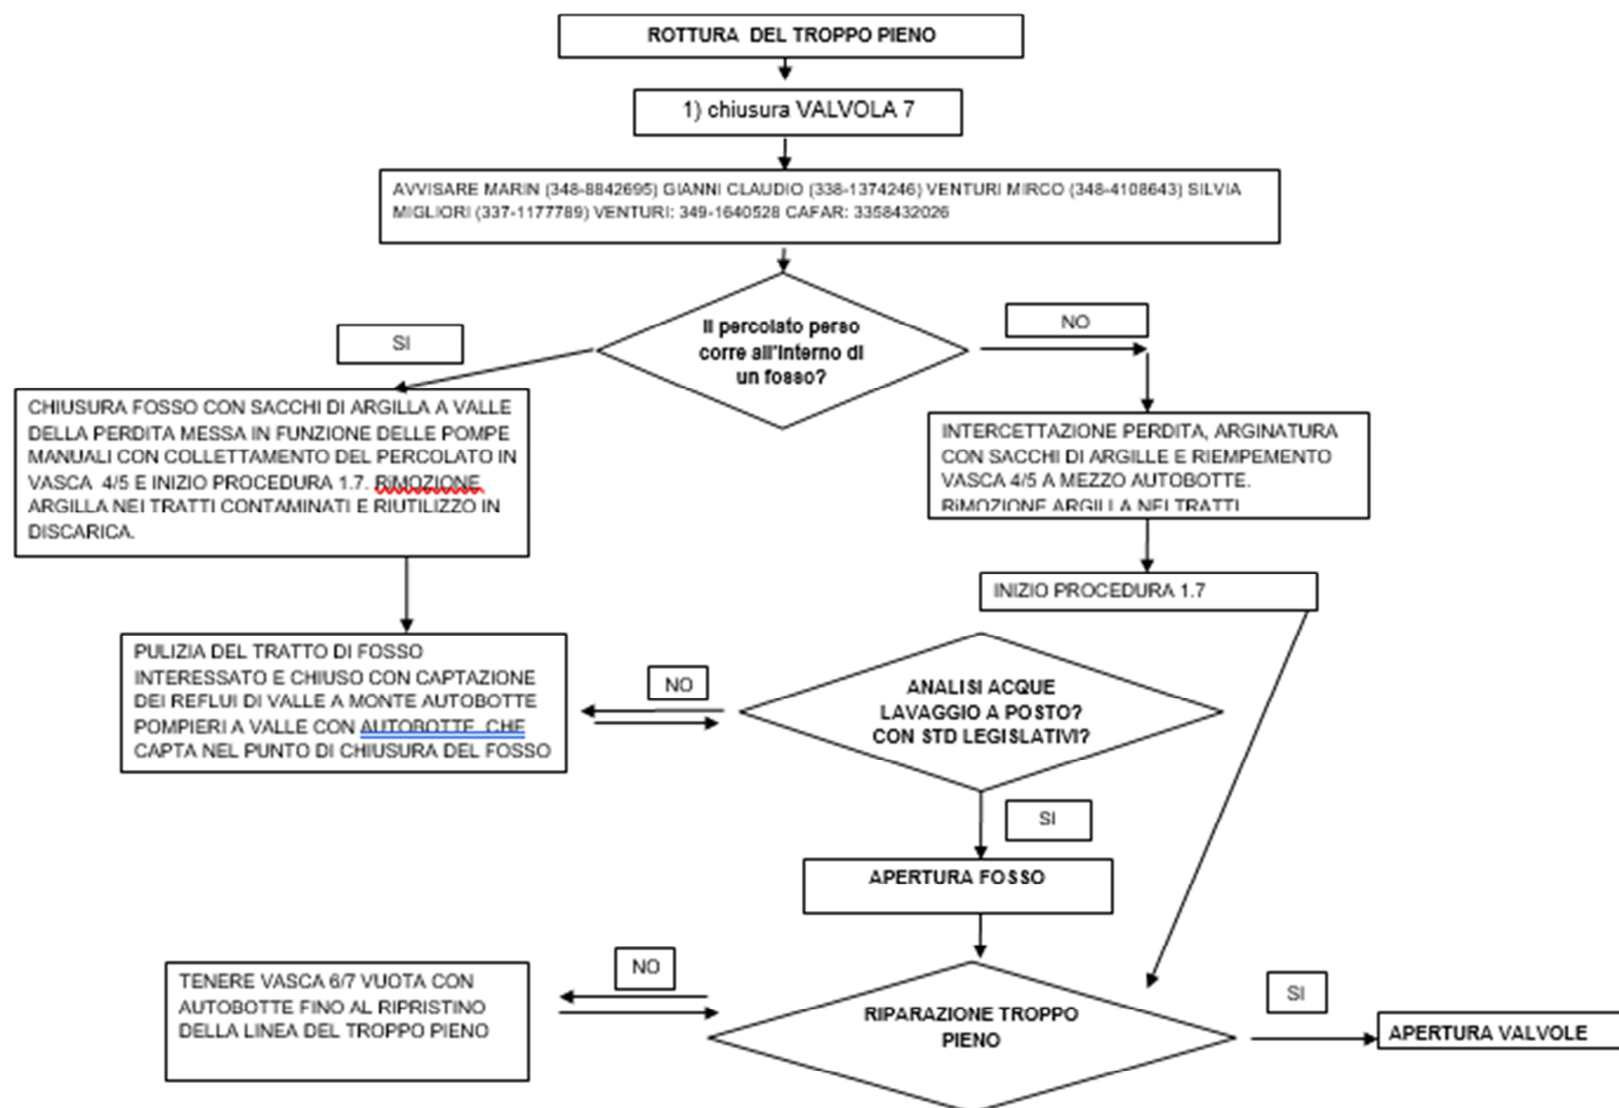 ROTTURA DEL TROPPO PIENO
1) chiusura VALVOLA 7
AVVISARE MARIN (348-8842695) GIANNI CLAUDIO (338-1374246) VENTURI MIRCO (348-4108643) SILVIA
MIGLIORI (337-1177789) VENTURI: 349-1640528 CAFAR: 3358432026
Il percolato perso
corre all'interno di
un fosso?
SI
NO
CHIUSURA FOSSO CON SACCHI DI ARGILLA A VALLE
DELLA PERDITA MESSA IN FUNZIONE DELLE POMPE
MANUALI CON COLLETTAMENTO DEL PERCOLATO IN
VASCA 4/5 E INIZIO PROCEDURA 1.7. RiMOZIONE
ARGILLA NEI TRATTI CONTAMINATI E RIUTILIZZO IN
DISCARICA.
INTERCETTAZIONE PERDITA, ARGINATURA
CON SACCHI DI ARGILLE E RIEMPEMENTO
VASCA 4/5 A MEZZO AUTOBOTTE.
RiMOZIONE ARGILLA NEI TRATTI
INIZIO PROCEDURA 1.7
PULIZIA DEL TRATTO DI FOSSO
INTERESSATO E CHIUSO CON CAPTAZIONE
DEI REFLUI DI VALLE A MONTE AUTOBOTTE
POMPIERI A VALLE CON AUTOBOTTE CHE
CAPTA NEL PUNTO DI CHIUSURA DEL FOSSO
NO
ANALISI ACQUE
LAVAGGIO A POSTO?
CON STD LEGISLATIVI?
SI
APERTURA FOSSO
TENERE VASCA 6/7 VUOTA CON
AUTOBOTTE FINO AL RIPRISTINO
DELLA LINEA DEL TROPPO PIENO
NO
RIPARAZIONE TROPPO
PIENO
SI
APERTURA VALVOLE